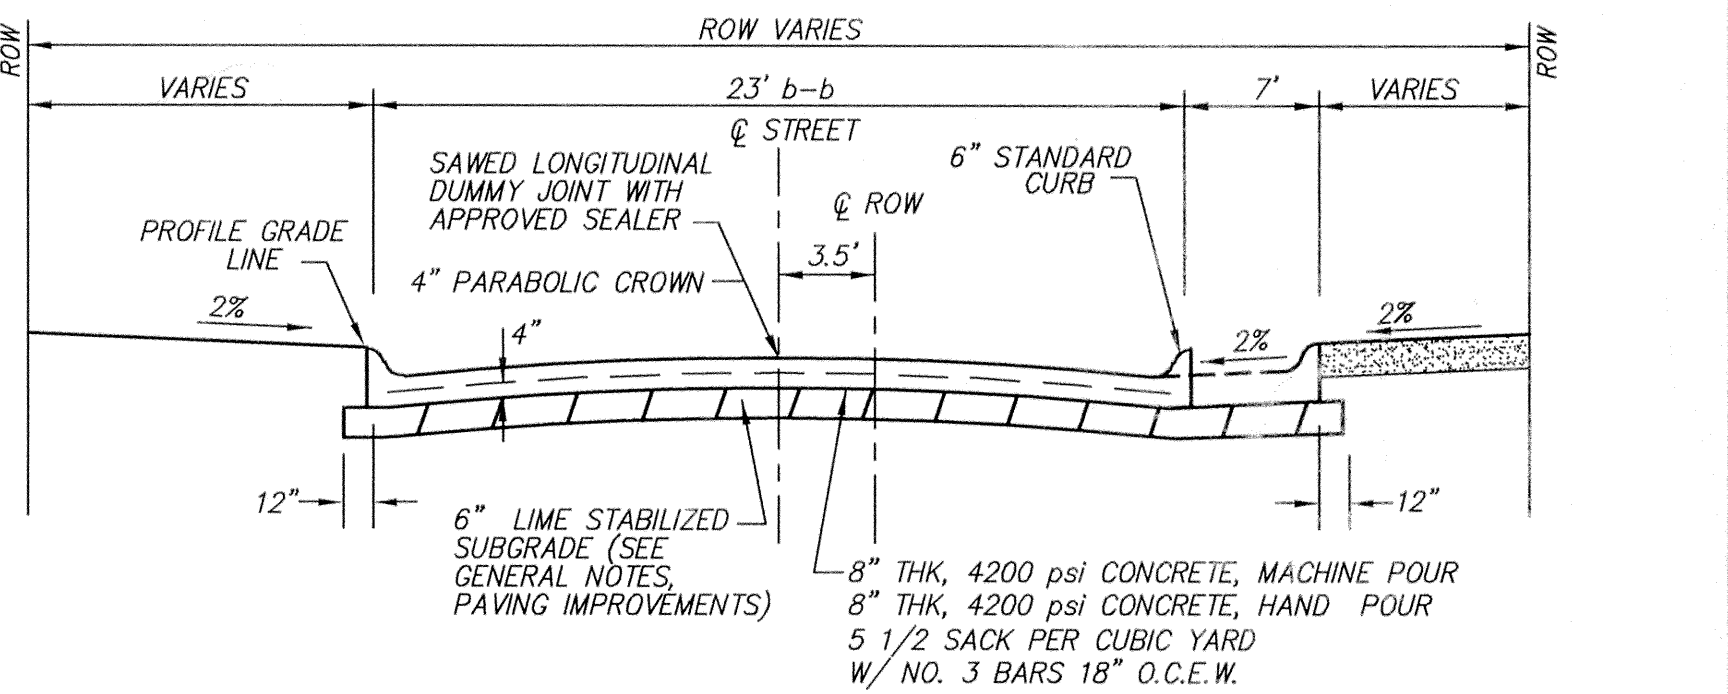 ROW VARIES
ROW
ROW
VARIES
23' b-b
7'
VARIES
℄ STREET
SAWED LONGITUDINAL
DUMMY JOINT WITH
APPROVED SEALER
6" STANDARD
CURB
℄ ROW
PROFILE GRADE
LINE
3.5'
4" PARABOLIC CROWN
2%
4"
2%
2%
12"
12"
6" LIME STABILIZED
SUBGRADE (SEE
GENERAL NOTES,
PAVING IMPROVEMENTS)
8" THK, 4200 psi CONCRETE, MACHINE POUR
8" THK, 4200 psi CONCRETE, HAND POUR
5 1/2 SACK PER CUBIC YARD
W/ NO. 3 BARS 18" O.C.E.W.